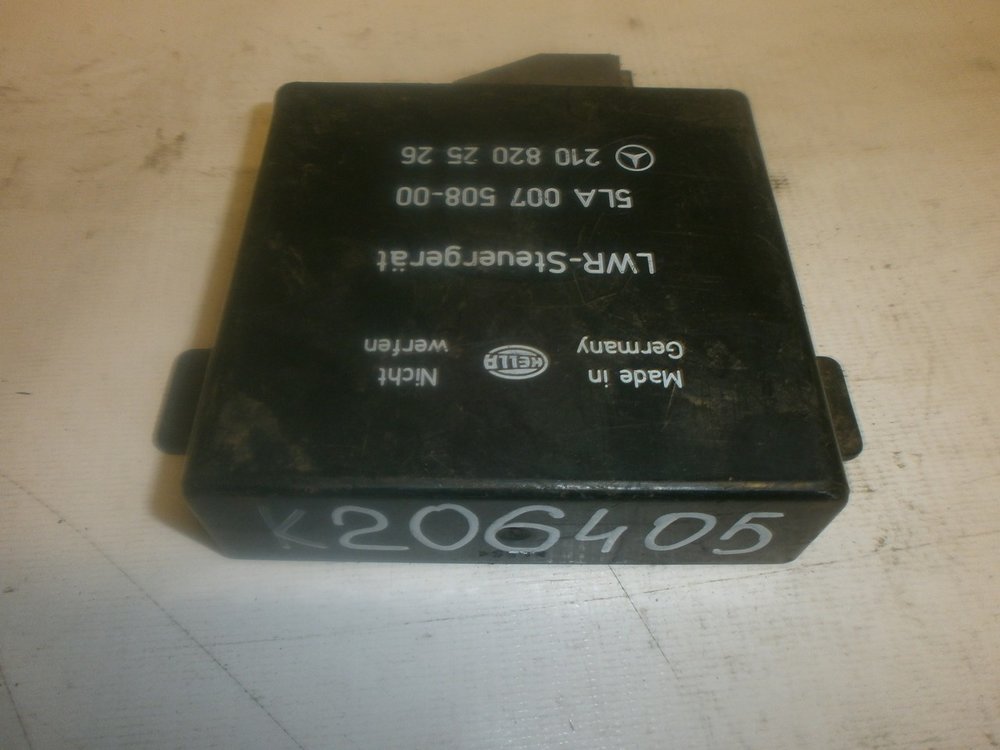 210 820 25 26
5LA 007 508-00
LWR-Steuergerät
Made in Germany
HELLA
Nicht werfen
K206405